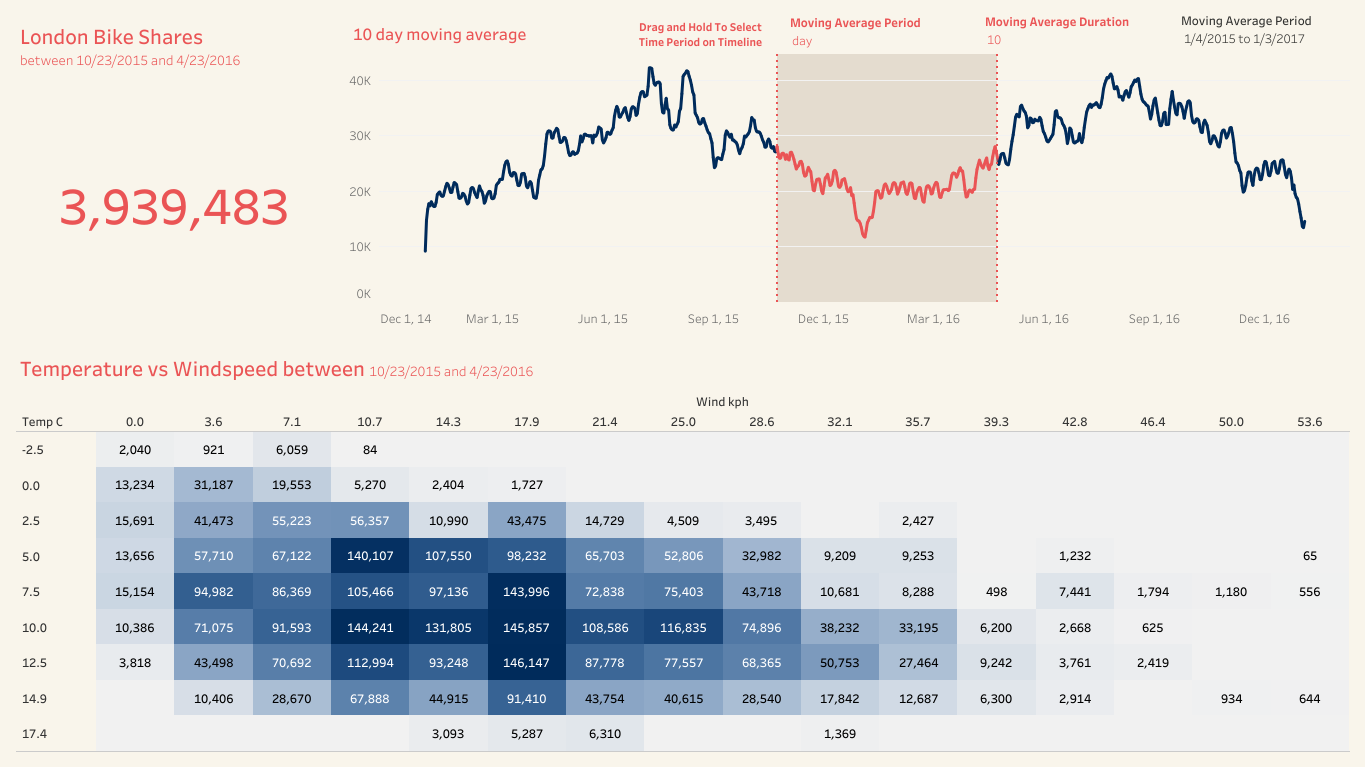 London Bike Shares
between 10/23/2015 and 4/23/2016
3,939,483
10 day moving average
Drag and Hold To Select
Time Period on Timeline
Moving Average Period
day
Moving Average Duration
10
Moving Average Period
1/4/2015 to 1/3/2017
40K
30K
20K
10K
0K
Dec 1, 14 Mar 1, 15 Jun 1, 15 Sep 1, 15 Dec 1, 15 Mar 1, 16 Jun 1, 16 Sep 1, 16 Dec 1, 16
Temperature vs Windspeed between 10/23/2015 and 4/23/2016
Wind kph
Temp C 0.0 3.6 7.1 10.7 14.3 17.9 21.4 25.0 28.6 32.1 35.7 39.3 42.8 46.4 50.0 53.6
-2.5 2,040 921 6,059 84
0.0 13,234 31,187 19,553 5,270 2,404 1,727
2.5 15,691 41,473 55,223 56,357 10,990 43,475 14,729 4,509 3,495 2,427
5.0 13,656 57,710 67,122 140,107 107,550 98,232 65,703 52,806 32,982 9,209 9,253 1,232 65
7.5 15,154 94,982 86,369 105,466 97,136 143,996 72,838 75,403 43,718 10,681 8,288 498 7,441 1,794 1,180 556
10.0 10,386 71,075 91,593 144,241 131,805 145,857 108,586 116,835 74,896 38,232 33,195 6,200 2,668 625
12.5 3,818 43,498 70,692 112,994 93,248 146,147 87,778 77,557 68,365 50,753 27,464 9,242 3,761 2,419
14.9 10,406 28,670 67,888 44,915 91,410 43,754 40,615 28,540 17,842 12,687 6,300 2,914 934 644
17.4 3,093 5,287 6,310 1,369